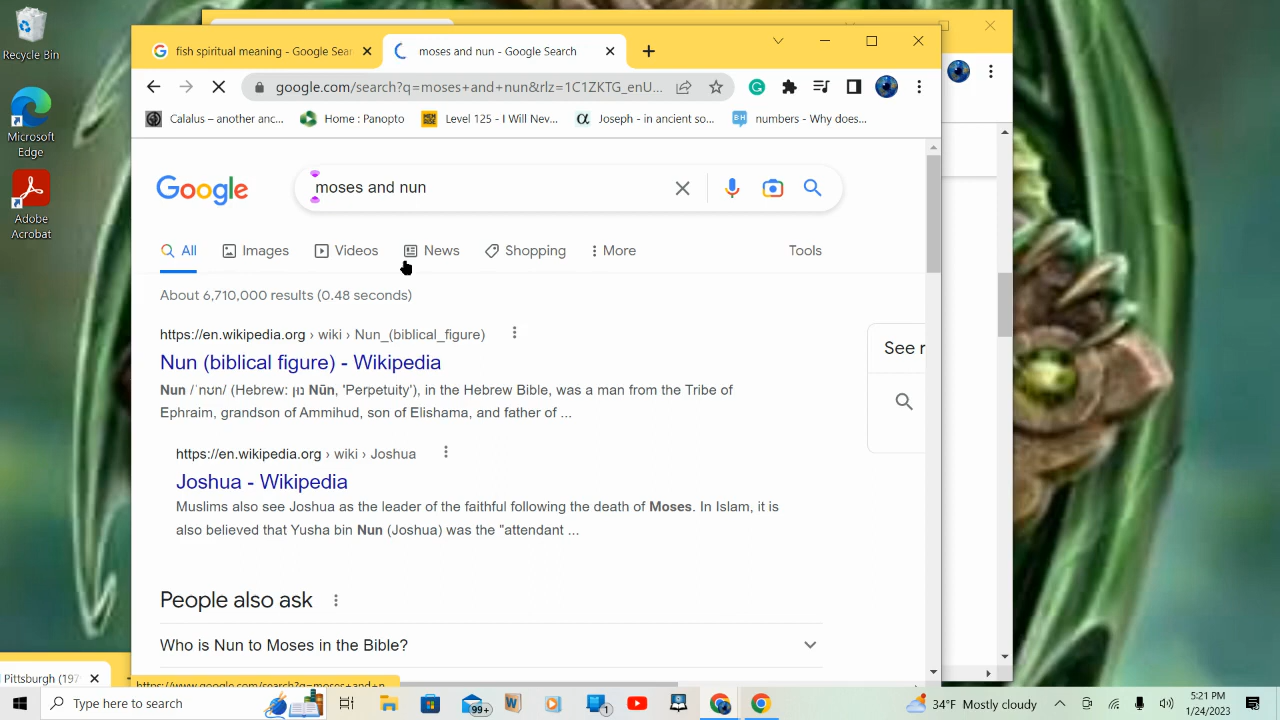 Recycle Bin
Microsoft Edge
Adobe Acrobat
fish spiritual meaning - Google Sear
moses and nun - Google Search
google.com/search?q=moses+and+nun&rlz=1C1ZKTG_enU...
Calalus – another anc...
Home : Panopto
Level 125 - I Will Nev...
Joseph - in ancient so...
numbers - Why does...
Google
moses and nun
All
Images
Videos
News
Shopping
More
Tools
About 6,710,000 results (0.48 seconds)
https://en.wikipedia.org › wiki › Nun_(biblical_figure)
Nun (biblical figure) - Wikipedia
Nun /ˈnʊn/ (Hebrew: נון Nūn, 'Perpetuity'), in the Hebrew Bible, was a man from the Tribe of
Ephraim, grandson of Ammihud, son of Elishama, and father of ...
See r
https://en.wikipedia.org › wiki › Joshua
Joshua - Wikipedia
Muslims also see Joshua as the leader of the faithful following the death of Moses. In Islam, it is
also believed that Yusha bin Nun (Joshua) was the "attendant ...
People also ask
Who is Nun to Moses in the Bible?
Pittsburgh (197
https://www.google.com/search?q=moses+and+n
Type here to search
99+
1
34°F Mostly cloudy
5:21 PM
1/24/2023